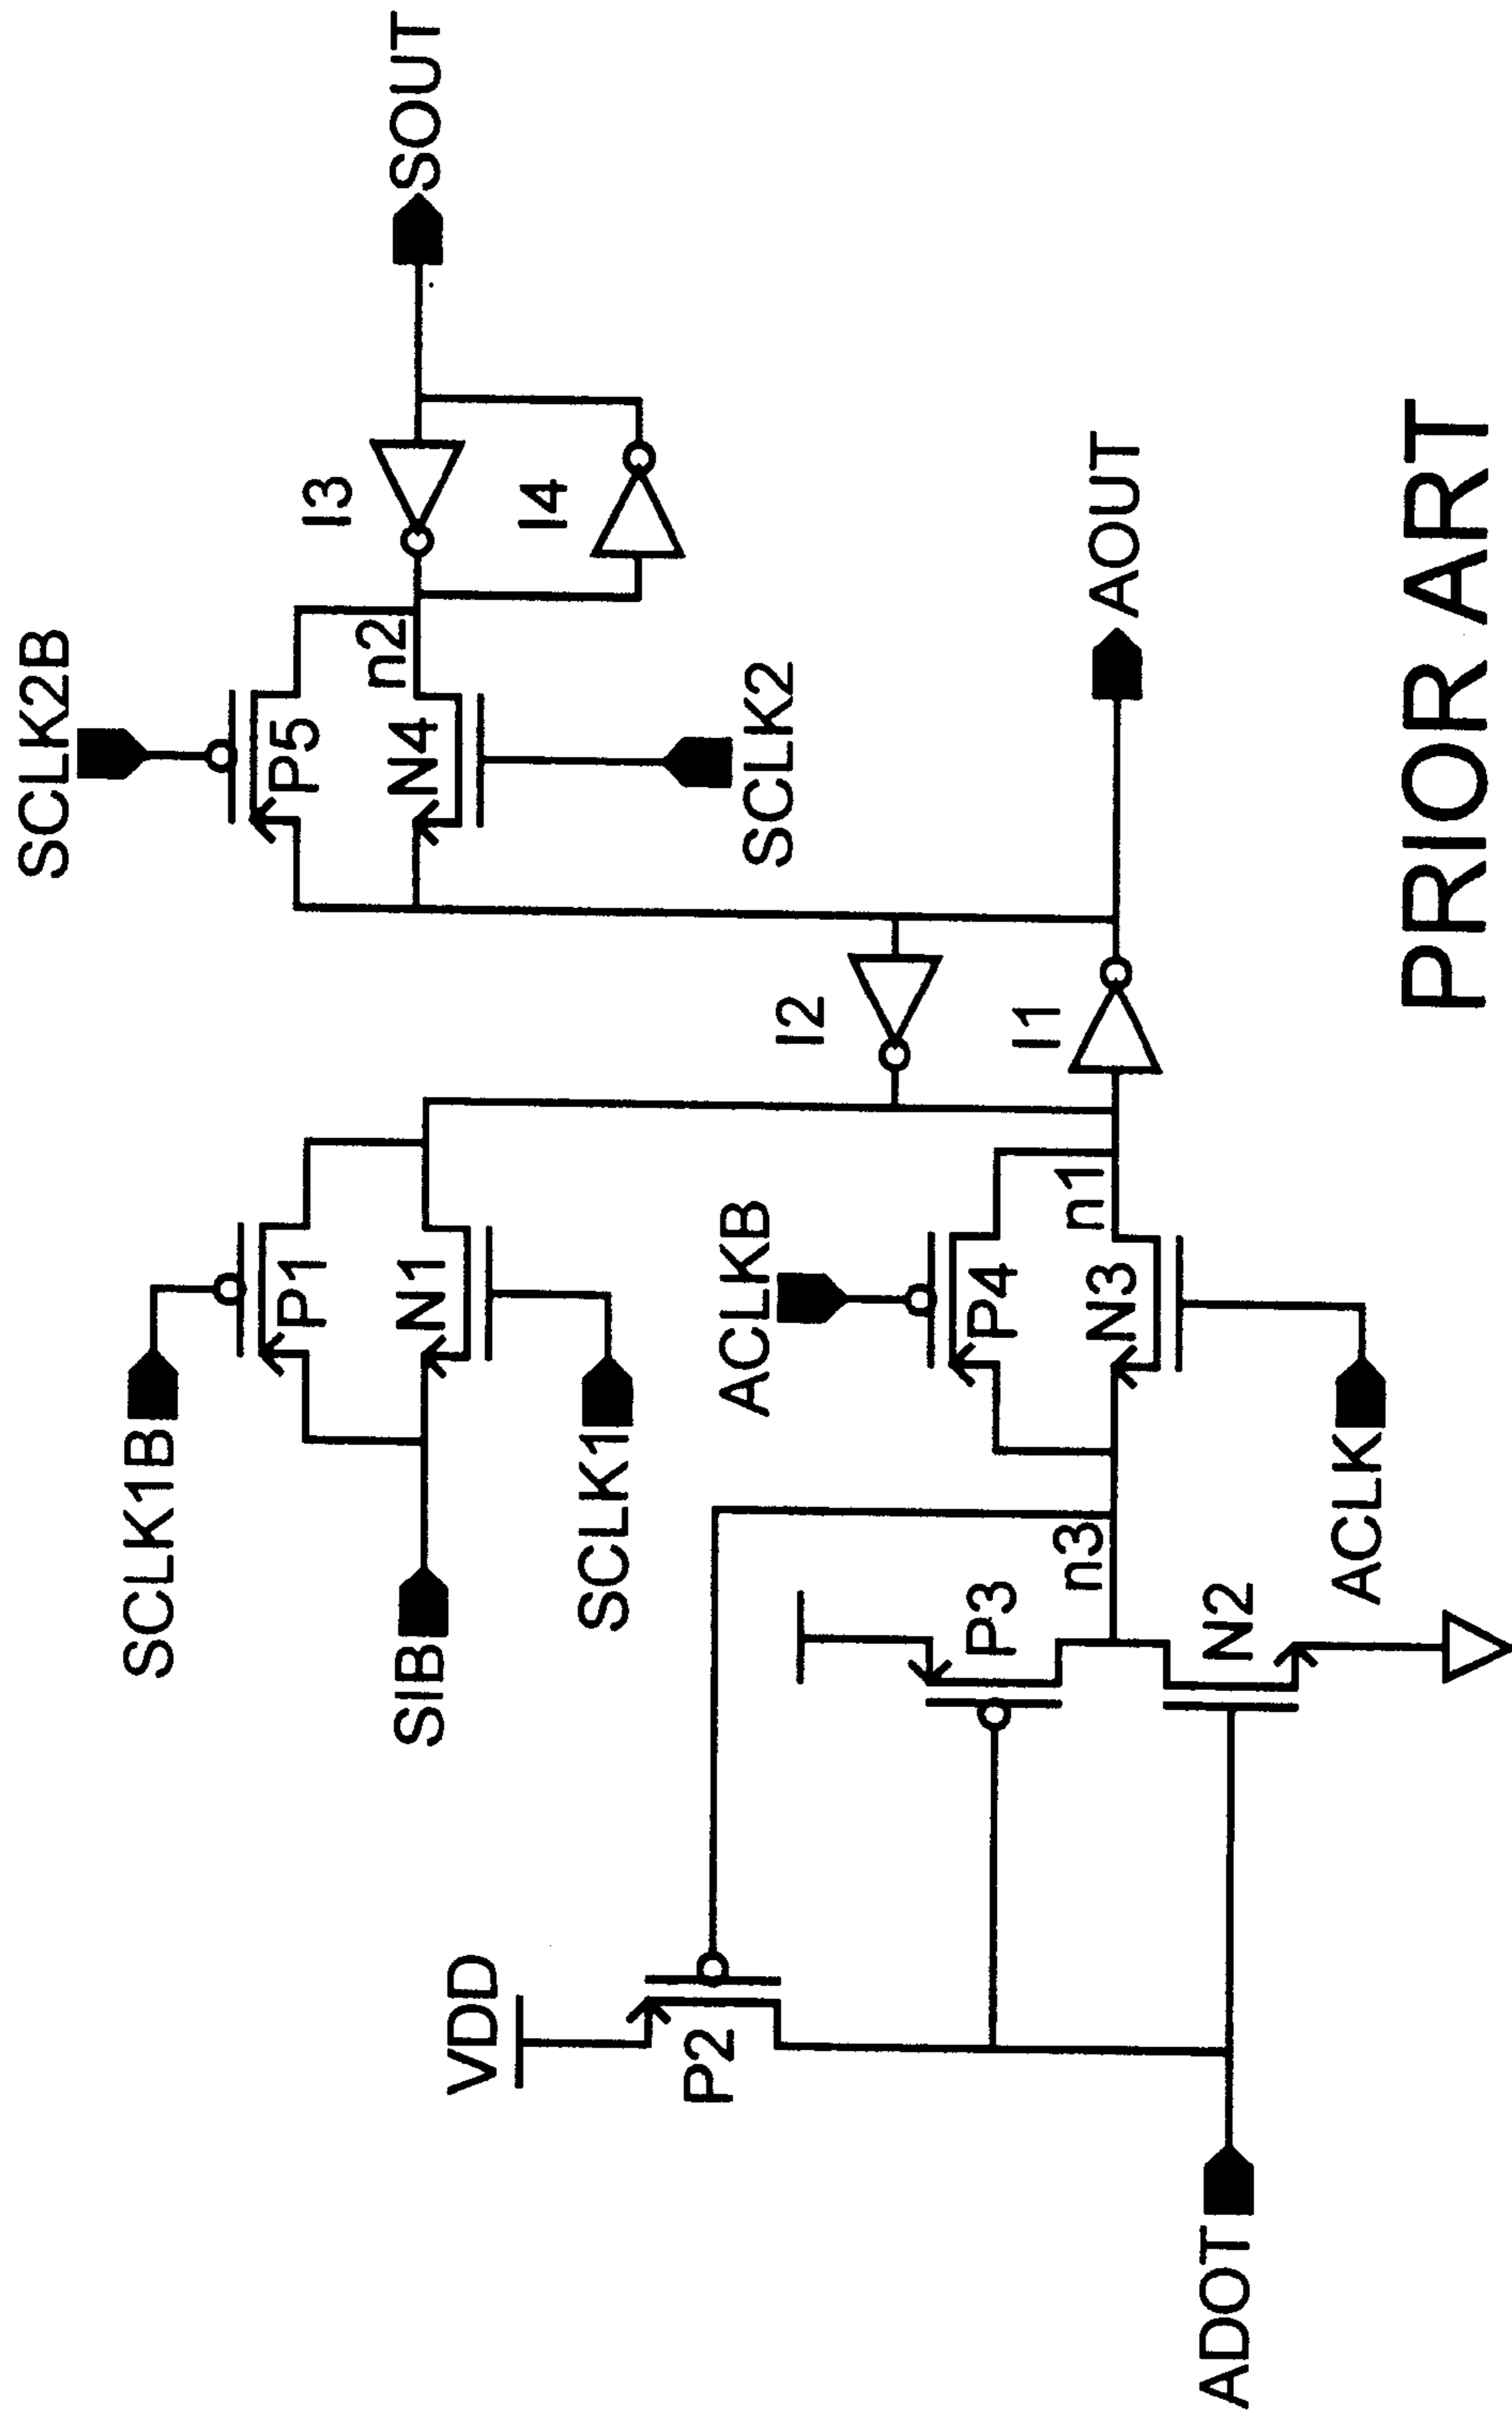 SCLK1B
P1
SIB
N1
SCLK1
SCLK2B
P5
n2
N4
SCLK2
I3
I4
SOUT
VDD
P2
ACLKB
P4
I2
P3
n3
N3
n1
I1
AOUT
ADOT
N2
ACLK
PRIOR ART